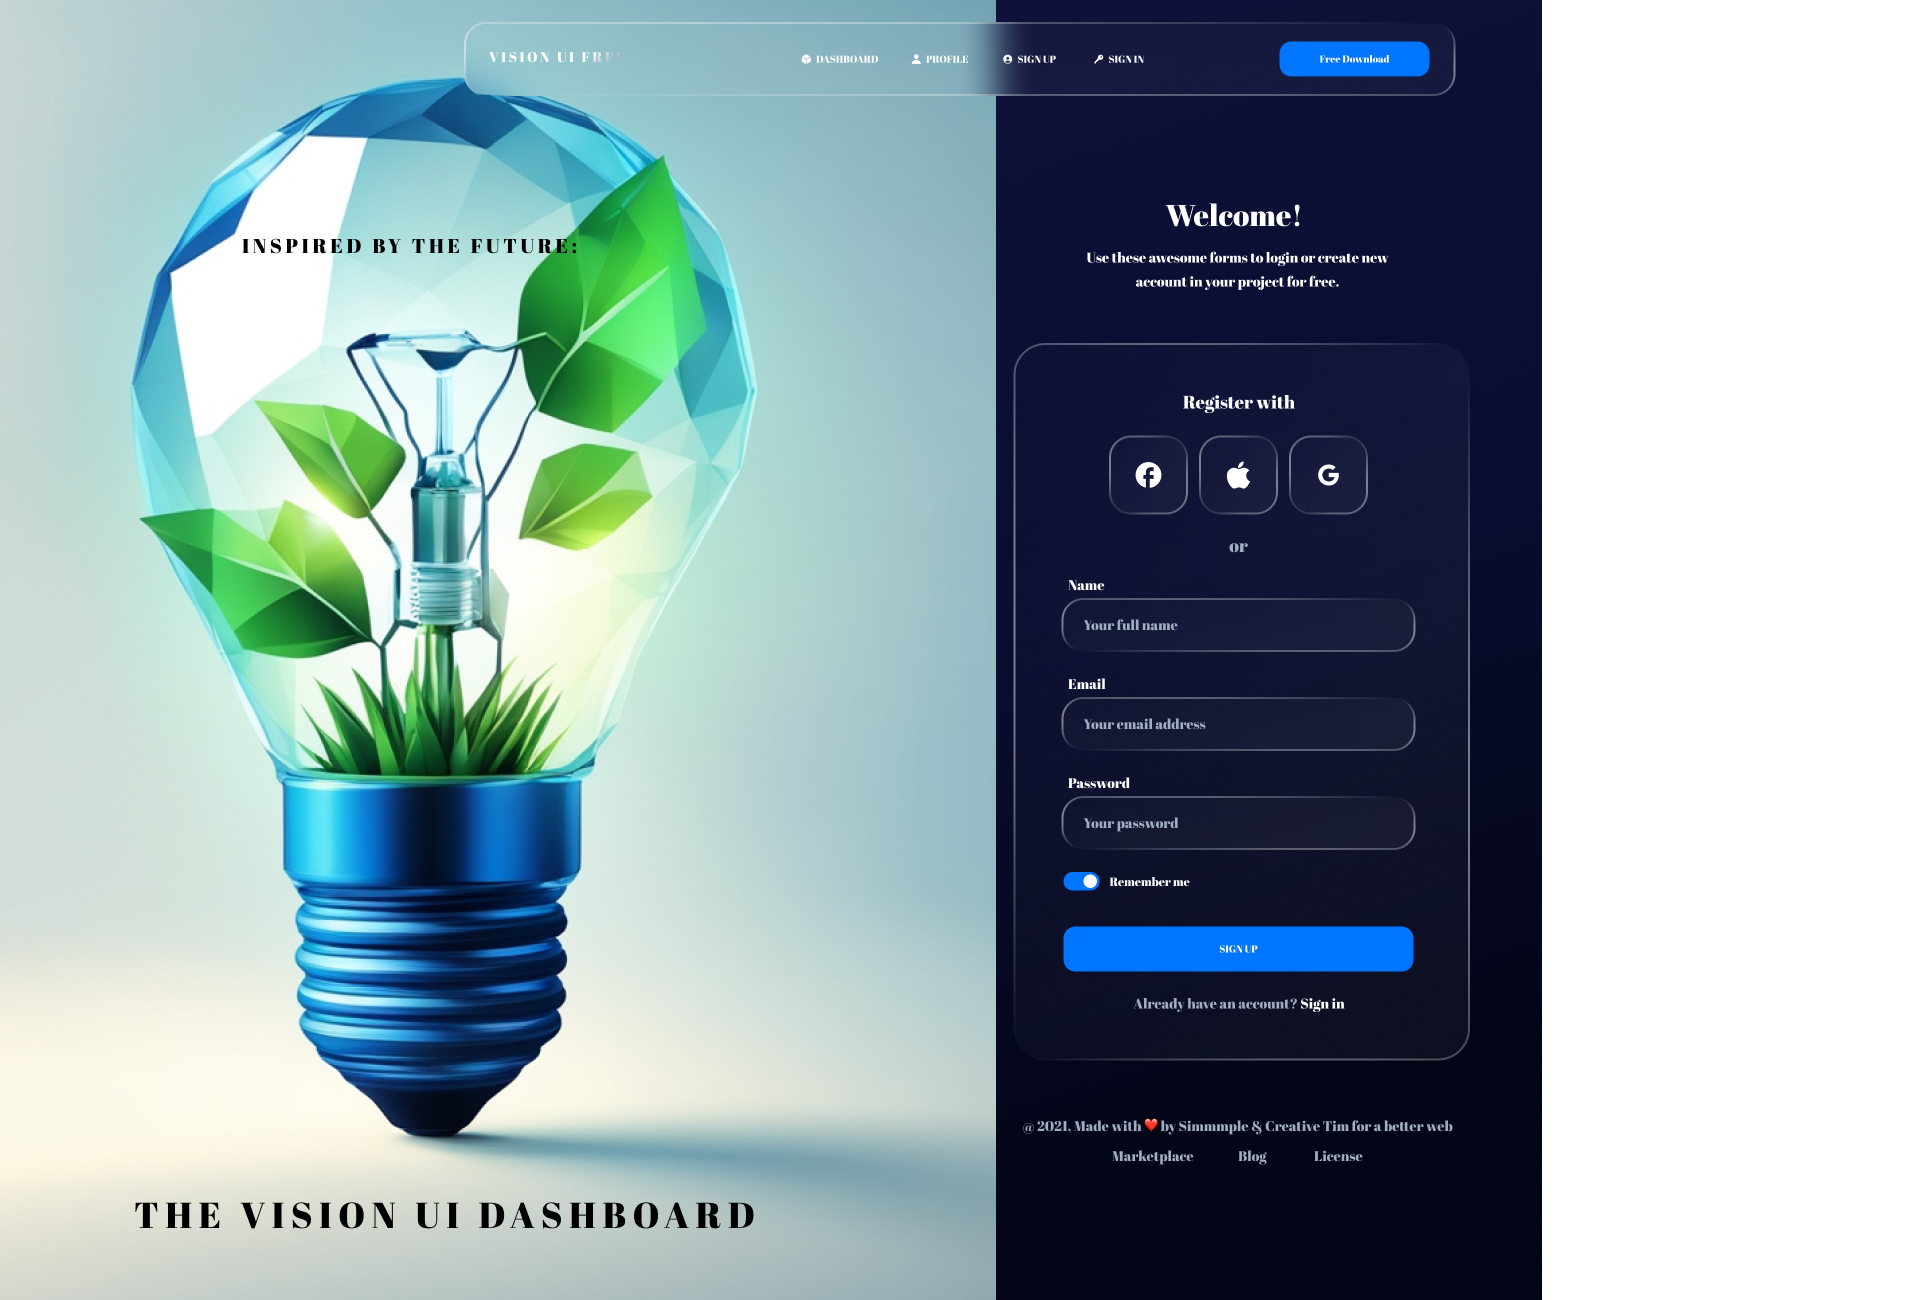 VISION UI FREE
DASHBOARD
PROFILE
SIGN UP
SIGN IN
Free Download
INSPIRED BY THE FUTURE:
THE VISION UI DASHBOARD
Welcome!
Use these awesome forms to login or create new
account in your project for free.
Register with
or
Name
Your full name
Email
Your email address
Password
Your password
Remember me
SIGN UP
Already have an account? Sign in
@ 2021, Made with ❤️ by Simmmple & Creative Tim for a better web
Marketplace
Blog
License